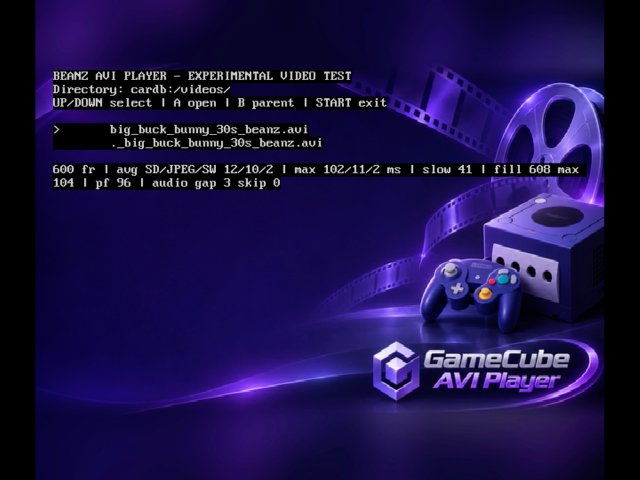 BEANZ AVI PLAYER - EXPERIMENTAL VIDEO TEST
Directory: cardb:/videos/
UP/DOWN select | A open | B parent | START exit
> big_buck_bunny_30s_beanz.avi
._big_buck_bunny_30s_beanz.avi
600 fr | avg SD/JPEG/SW 12/10/2 | max 102/11/2 ms | slow 41 | fill 608 max
104 | pf 96 | audio gap 3 skip 0
GameCube
AVI Player